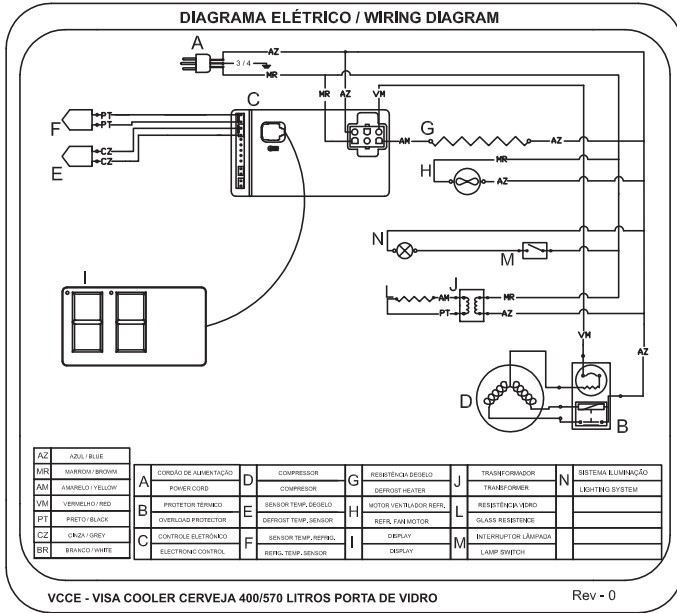 DIAGRAMA ELÉTRICO / WIRING DIAGRAM
A
AZ
3 / 4
MR
MR AZ VM
C
F
PT
PT
CZ
CZ
E
AM
G
AZ
MR
H
AZ
N
M
I
J
AM
MR
PT
AZ
VM
AZ
D
B
AZ AZUL / BLUE
MR MARROM / BROWM
AM AMARELO / YELLOW
VM VERMELHO / RED
PT PRETO / BLACK
CZ CINZA / GREY
BR BRANCO / WHITE
A CORDÃO DE ALIMENTAÇÃO
POWER CORD
B PROTETOR TÉRMICO
OVERLOAD PROTECTOR
C CONTROLE ELETRÔNICO
ELECTRONIC CONTROL
D COMPRESSOR
COMPRESOR
E SENSOR TEMP. DEGELO
DEFROST TEMP. SENSOR
F SENSOR TEMP. REFRIG.
REFIG. TEMP. SENSOR
G RESISTÊNCIA DEGELO
DEFROST HEATER
H MOTOR VENTILADOR REFR.
REFR. FAN MOTOR
I DISPLAY
DISPLAY
J TRASNFORMADOR
TRANSFORMER
L RESISTÊNCIA VIDRO
GLASS RESISTENCE
M INTERRUPTOR LÂMPADA
LAMP SWITCH
N SISTEMA ILUMINAÇÃO
LIGHTING SYSTEM
VCCE - VISA COOLER CERVEJA 400/570 LITROS PORTA DE VIDRO
Rev - 0